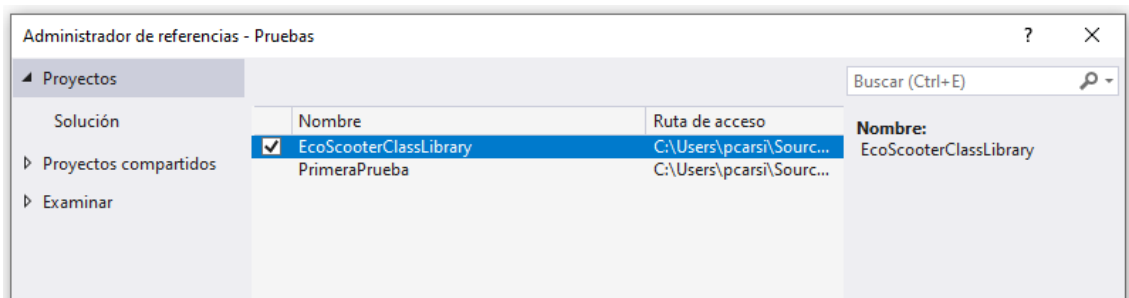 Administrador de referencias - Pruebas ? ×
Proyectos
Buscar (Ctrl+E)
Solución
Nombre Ruta de acceso
Nombre:
EcoScooterClassLibrary C:\Users\pcarsi\Sourc...
EcoScooterClassLibrary
Proyectos compartidos
PrimeraPrueba C:\Users\pcarsi\Sourc...
Examinar